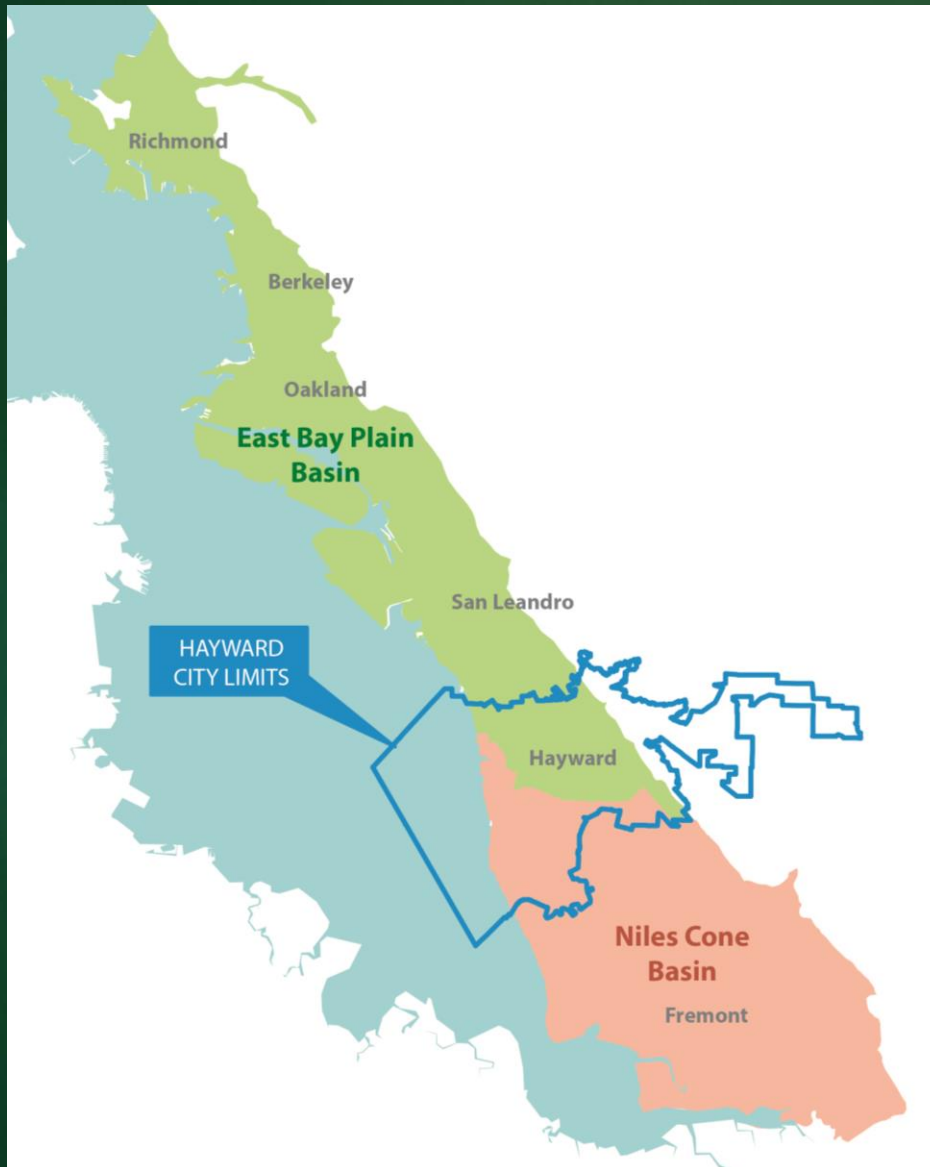 Richmond
Berkeley
Oakland
East Bay Plain
Basin
San Leandro
HAYWARD
CITY LIMITS
Hayward
Niles Cone
Basin
Fremont